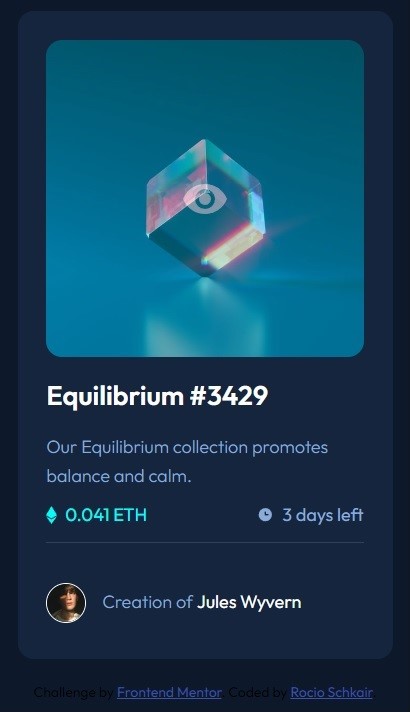 Equilibrium #3429
Our Equilibrium collection promotes
balance and calm.
0.041 ETH
3 days left
Creation of Jules Wyvern
Challenge by Frontend Mentor. Coded by Rocio Schkair.